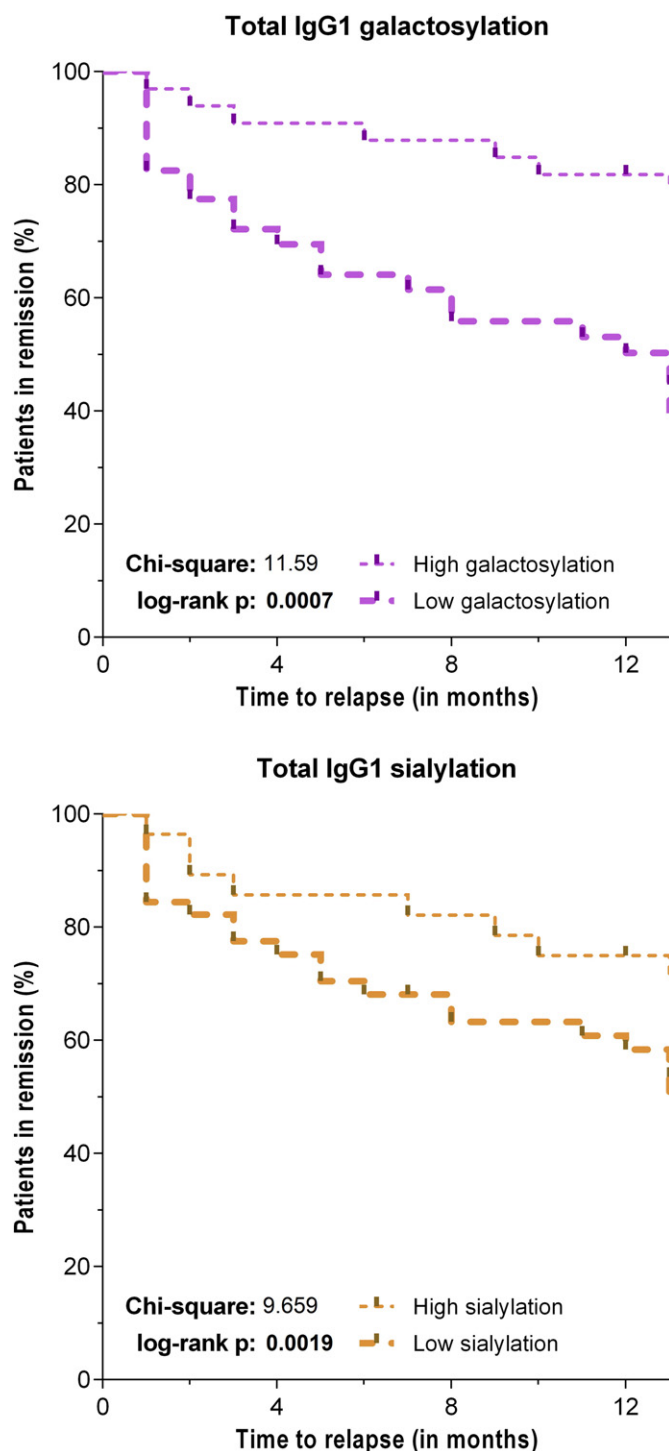 Total IgG1 galactosylation
100
80
60
40
20
0
Patients in remission (%)
Chi-square: 11.59
log-rank p: 0.0007
High galactosylation
Low galactosylation
0 4 8 12
Time to relapse (in months)
Total IgG1 sialylation
100
80
60
40
20
0
Patients in remission (%)
Chi-square: 9.659
log-rank p: 0.0019
High sialylation
Low sialylation
0 4 8 12
Time to relapse (in months)